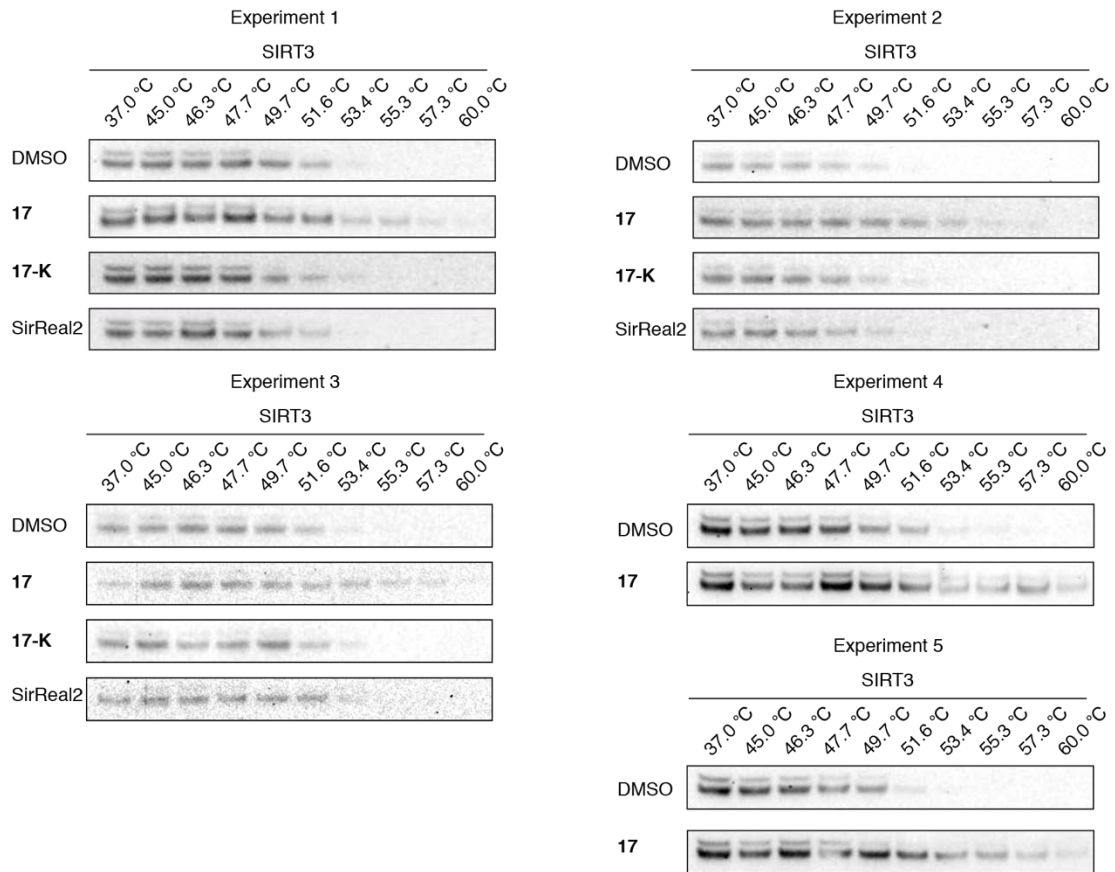 Experiment 1
SIRT3
37.0 °C 45.0 °C 46.3 °C 47.7 °C 49.7 °C 51.6 °C 53.4 °C 55.3 °C 57.3 °C 60.0 °C
DMSO
17
17-K
SirReal2
Experiment 2
SIRT3
37.0 °C 45.0 °C 46.3 °C 47.7 °C 49.7 °C 51.6 °C 53.4 °C 55.3 °C 57.3 °C 60.0 °C
DMSO
17
17-K
SirReal2
Experiment 3
SIRT3
37.0 °C 45.0 °C 46.3 °C 47.7 °C 49.7 °C 51.6 °C 53.4 °C 55.3 °C 57.3 °C 60.0 °C
DMSO
17
17-K
SirReal2
Experiment 4
SIRT3
37.0 °C 45.0 °C 46.3 °C 47.7 °C 49.7 °C 51.6 °C 53.4 °C 55.3 °C 57.3 °C 60.0 °C
DMSO
17
Experiment 5
SIRT3
37.0 °C 45.0 °C 46.3 °C 47.7 °C 49.7 °C 51.6 °C 53.4 °C 55.3 °C 57.3 °C 60.0 °C
DMSO
17